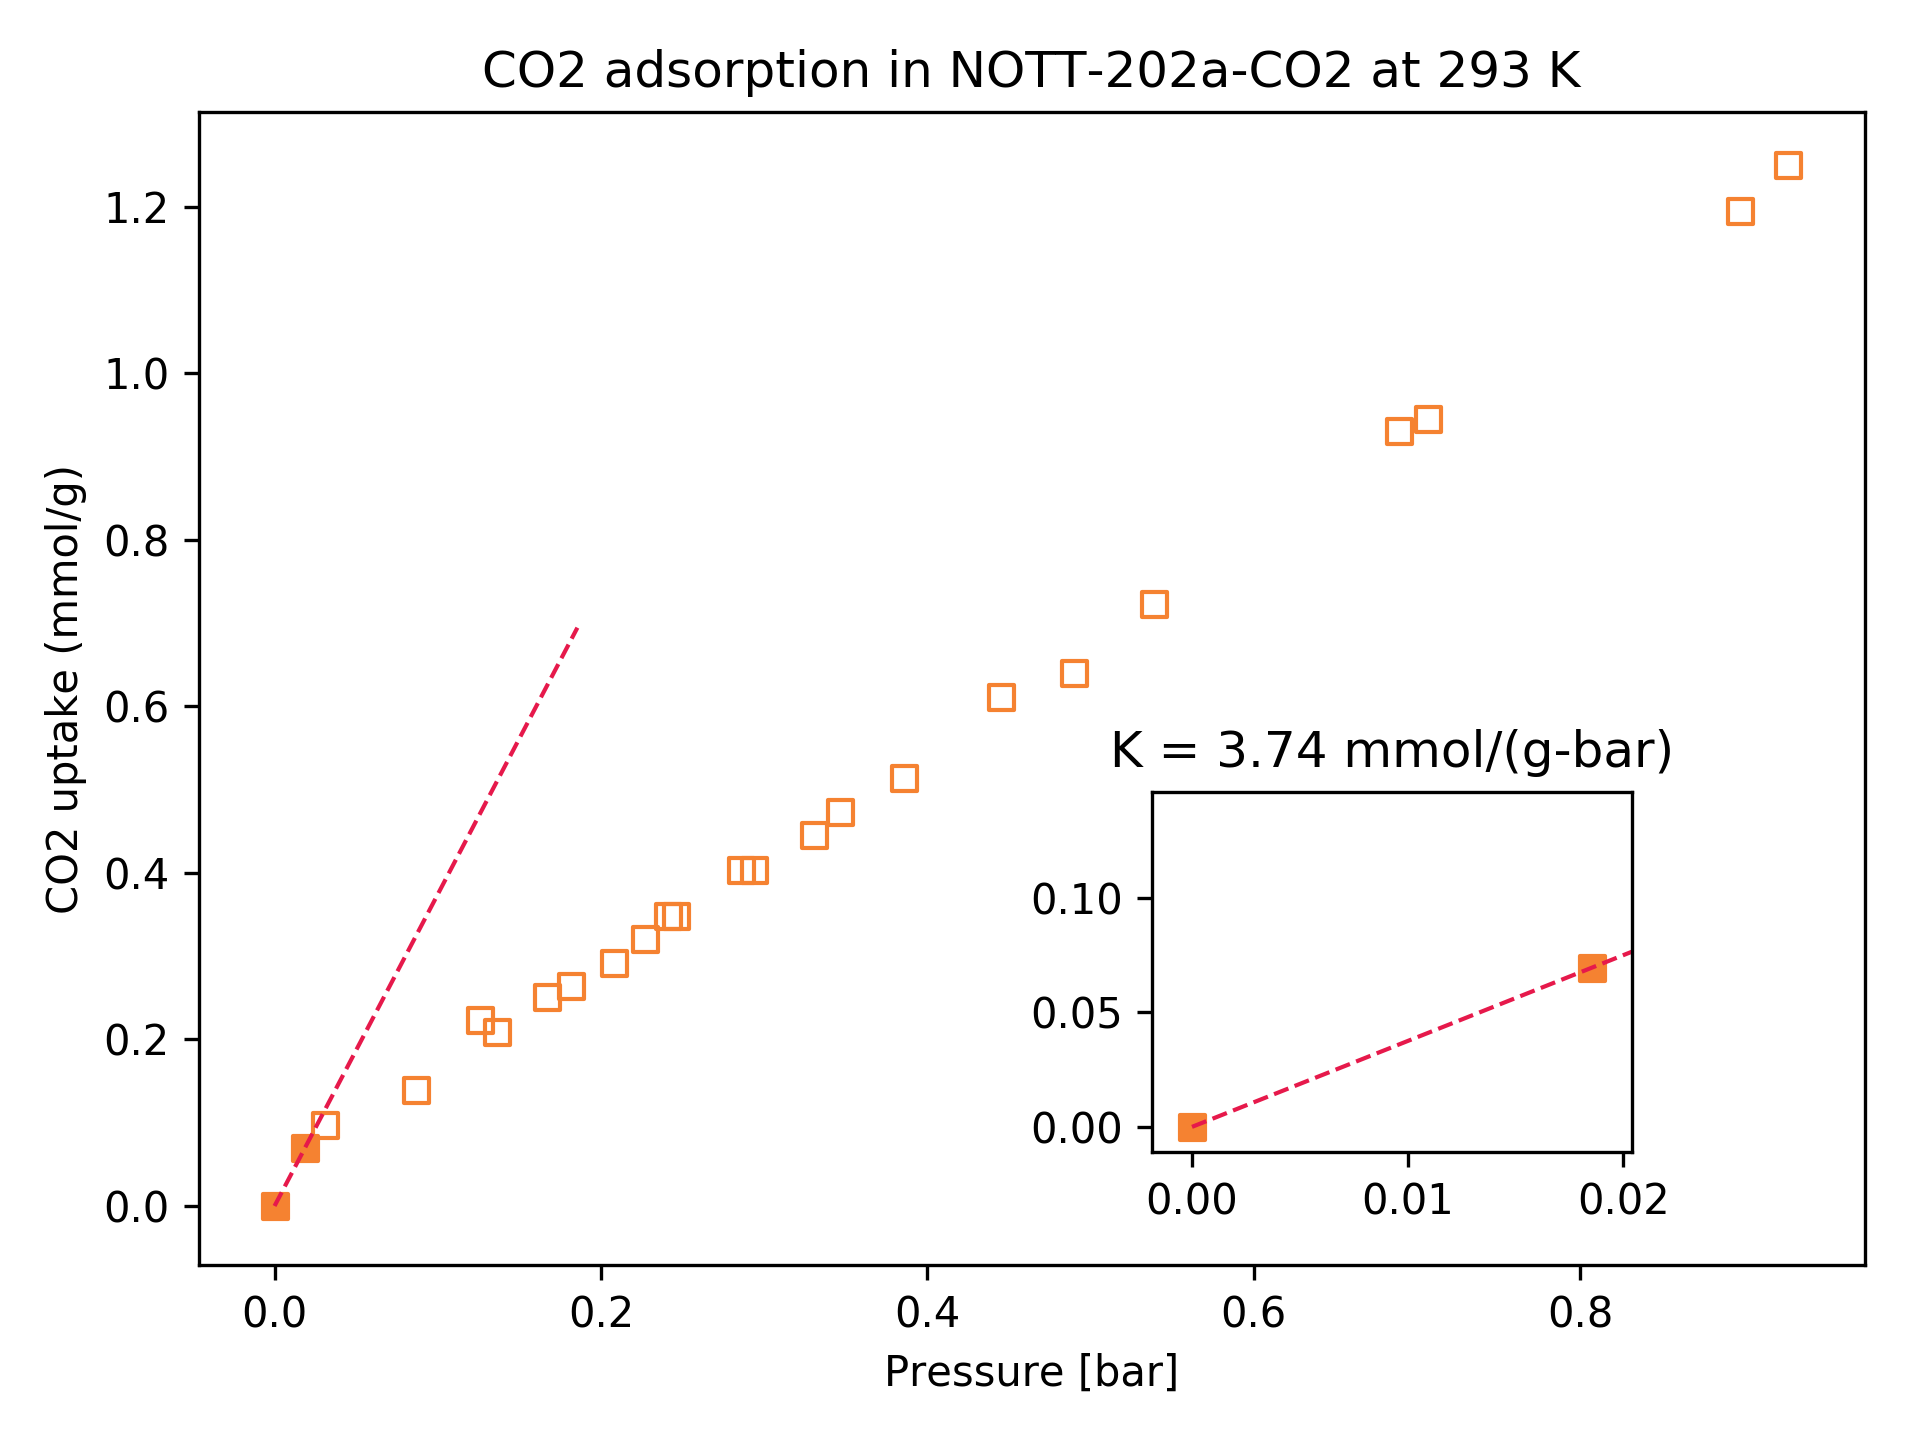 CO2 adsorption in NOTT-202a-CO2 at 293 K
CO2 uptake (mmol/g)
1.2
1.0
0.8
0.6
0.4
0.2
0.0
0.0 0.2 0.4 0.6 0.8
Pressure [bar]
K = 3.74 mmol/(g-bar)
0.10
0.05
0.00
0.00 0.01 0.02